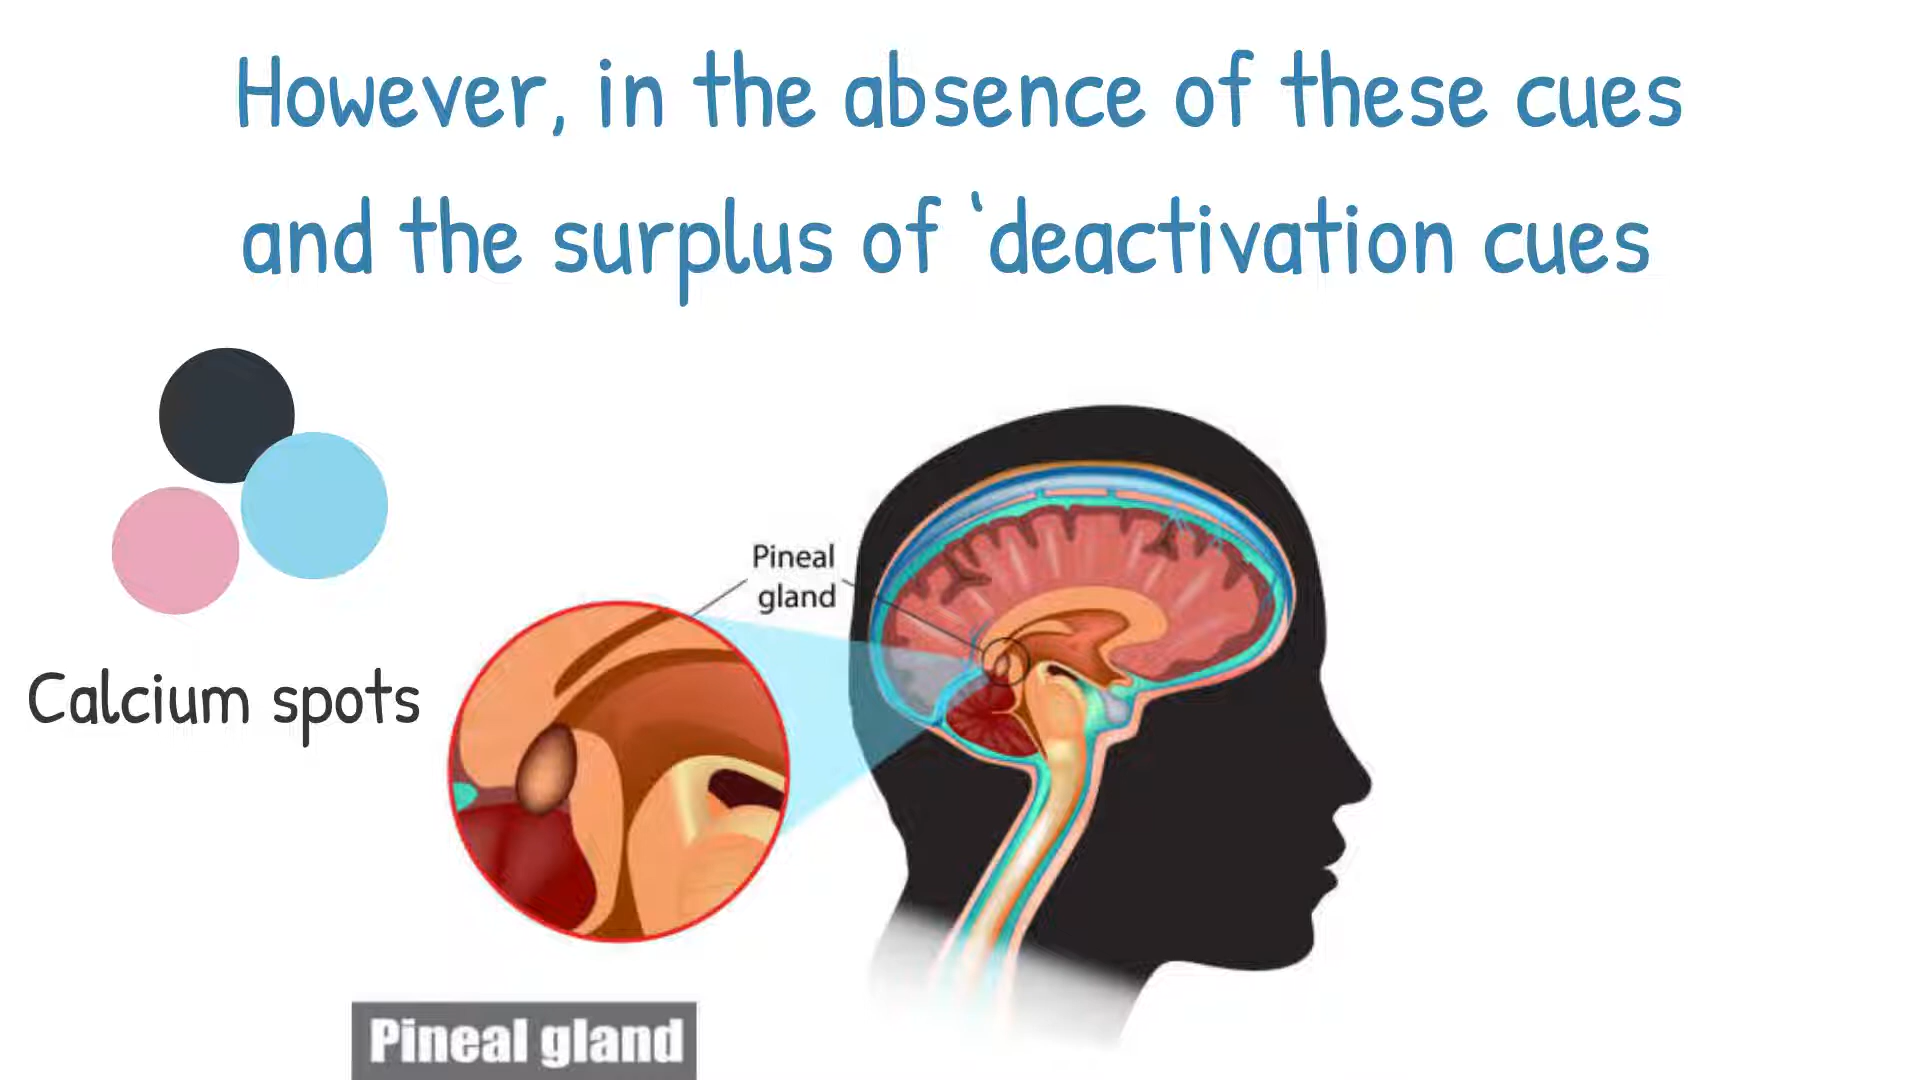 However, in the absence of these cues
and the surplus of ‘deactivation cues
Pineal
gland
Calcium spots
Pineal gland